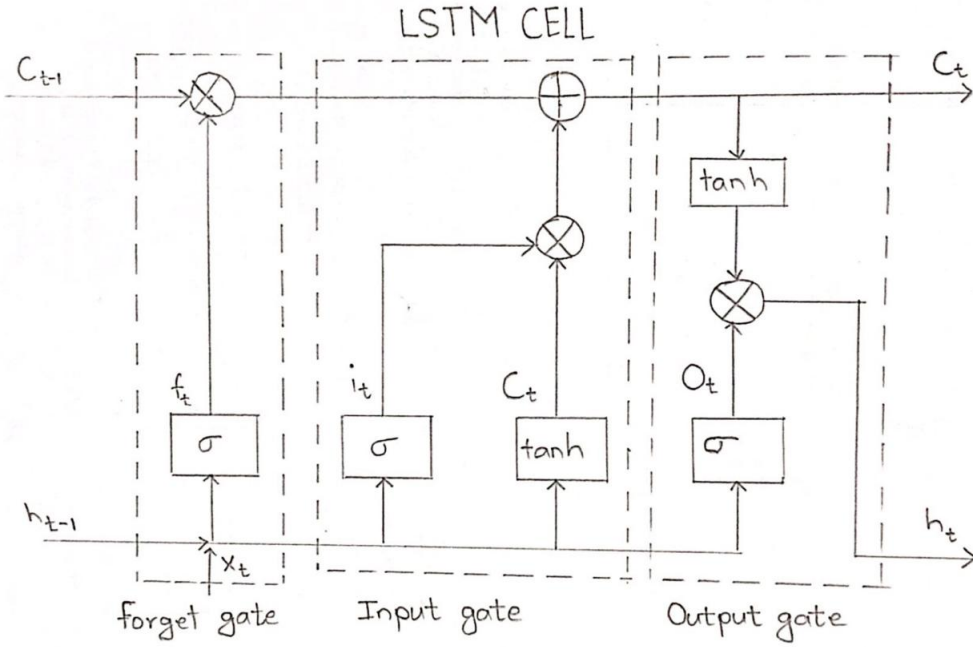 LSTM CELL
C_{t-1}
C_t
tanh
f_t
i_t
C_t
O_t
σ
σ
tanh
σ
h_{t-1}
h_t
x_t
forget gate
Input gate
Output gate